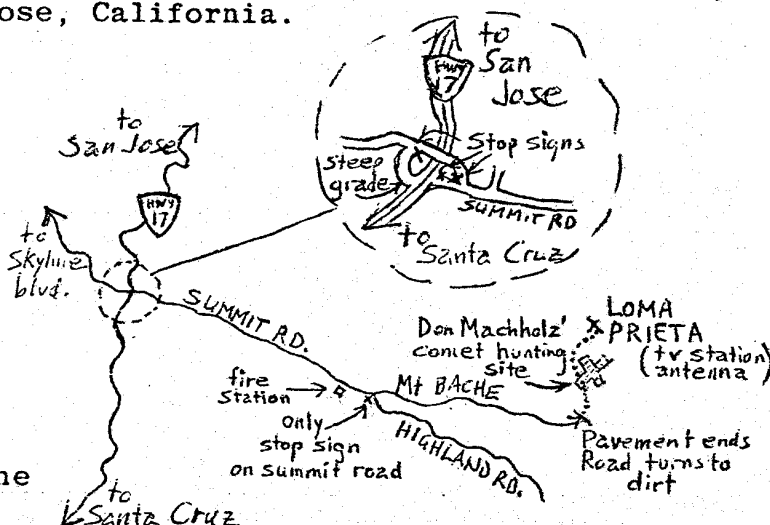 ose, California.
to
San
Jose
HWY
17
Stop signs
steep
grade
SUMMIT RD
to
Santa Cruz
to
San Jose
HWY
17
to
Skyline
blvd.
SUMMIT RD.
LOMA
PRIETA
(tv station
antenna)
Don Machholz'
comet hunting
site
fire
station
Mt BACHE
only
stop sign
on summit road
HIGHLAND RD.
Pavement ends
Road turns to
dirt
ne
to
Santa Cruz